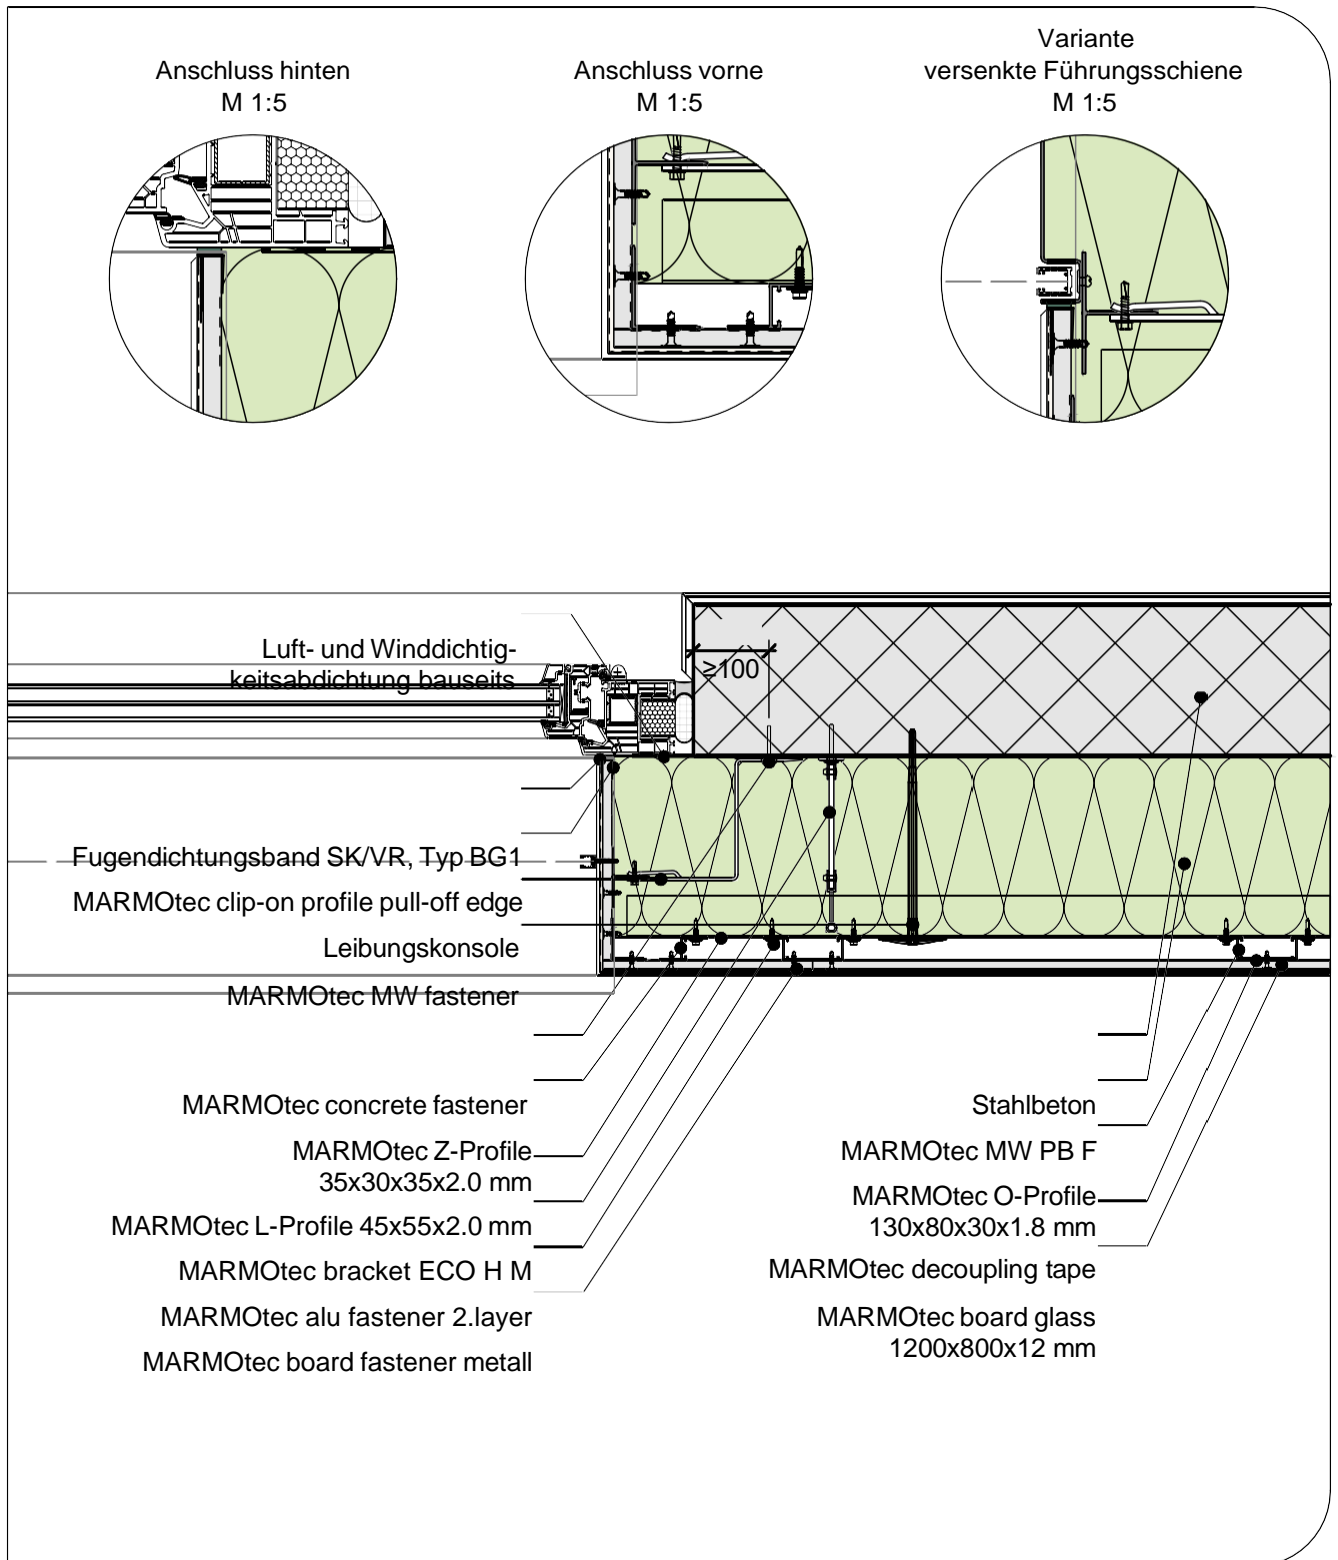 Anschluss hinten
M 1:5
Anschluss vorne
M 1:5
Variante
versenkte Führungsschiene
M 1:5
Luft- und Winddichtig-
keitsabdichtung bauseits
≥100
Fugendichtungsband SK/VR, Typ BG1
MARMOtec clip-on profile pull-off edge
Leibungskonsole
MARMOtec MW fastener
MARMOtec concrete fastener
MARMOtec Z-Profile
35x30x35x2.0 mm
MARMOtec L-Profile 45x55x2.0 mm
MARMOtec bracket ECO H M
MARMOtec alu fastener 2.layer
MARMOtec board fastener metall
Stahlbeton
MARMOtec MW PB F
MARMOtec O-Profile
130x80x30x1.8 mm
MARMOtec decoupling tape
MARMOtec board glass
1200x800x12 mm